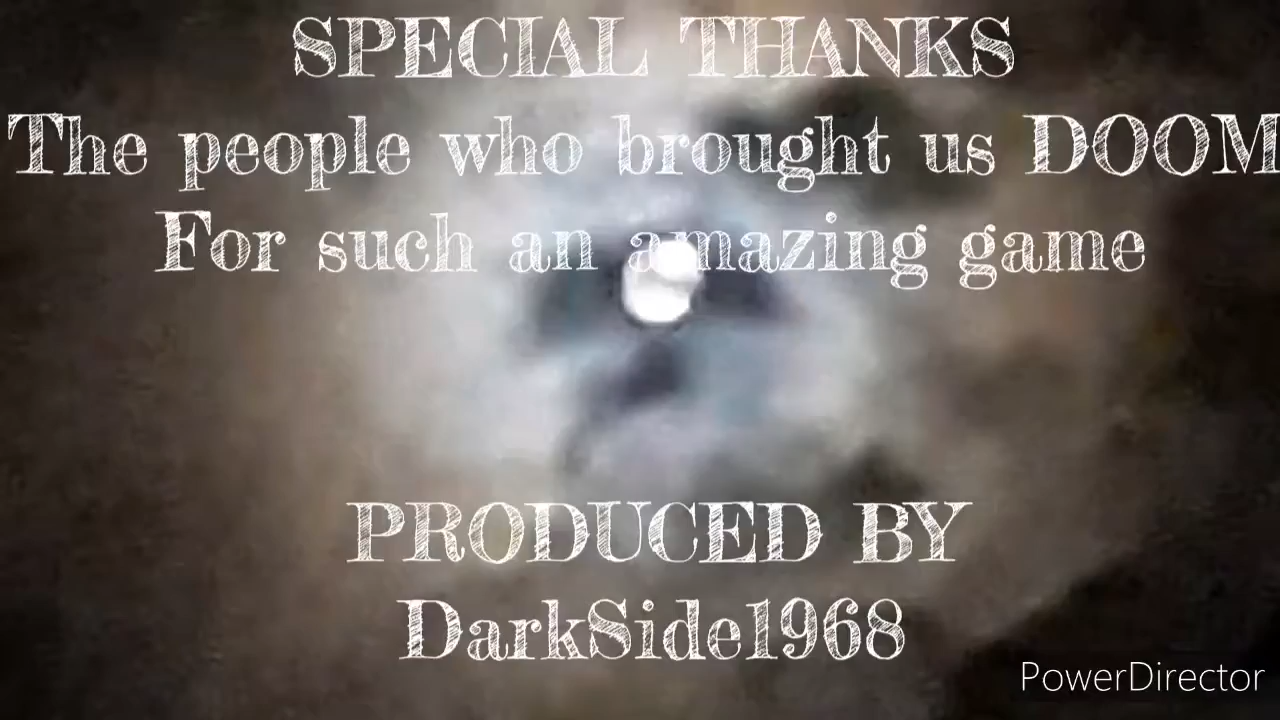 SPECIAL THANKS
The people who brought us DOOM
For such an amazing game
PRODUCED BY
DarkSide1968
PowerDirector